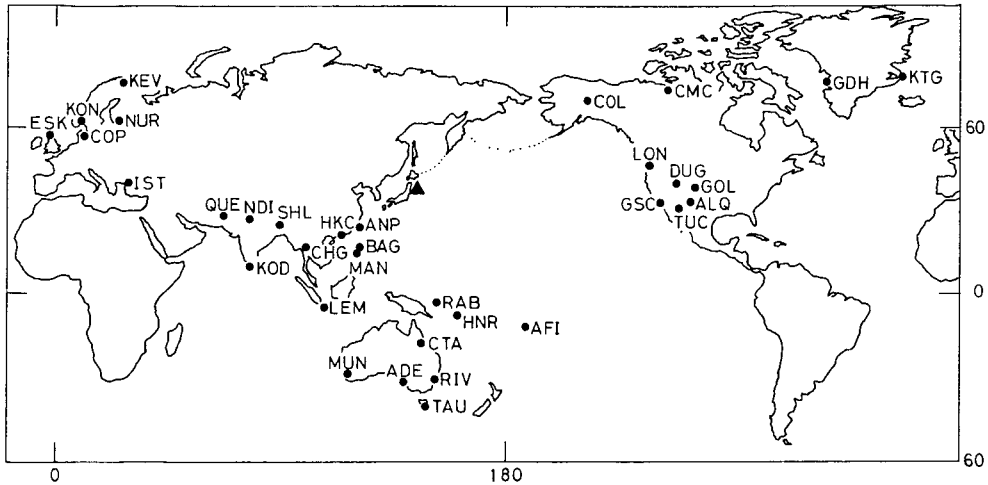 KEV
GDH
KTG
CMC
COL
KON
ESK
NUR
COP
60
LON
DUG
IST
GOL
QUE
NDI
SHL
HKC
ANP
GSC
ALQ
TUC
CHG
BAG
KOD
MAN
LEM
0
RAB
HNR
AFI
CTA
MUN
ADE
RIV
TAU
60
0
180